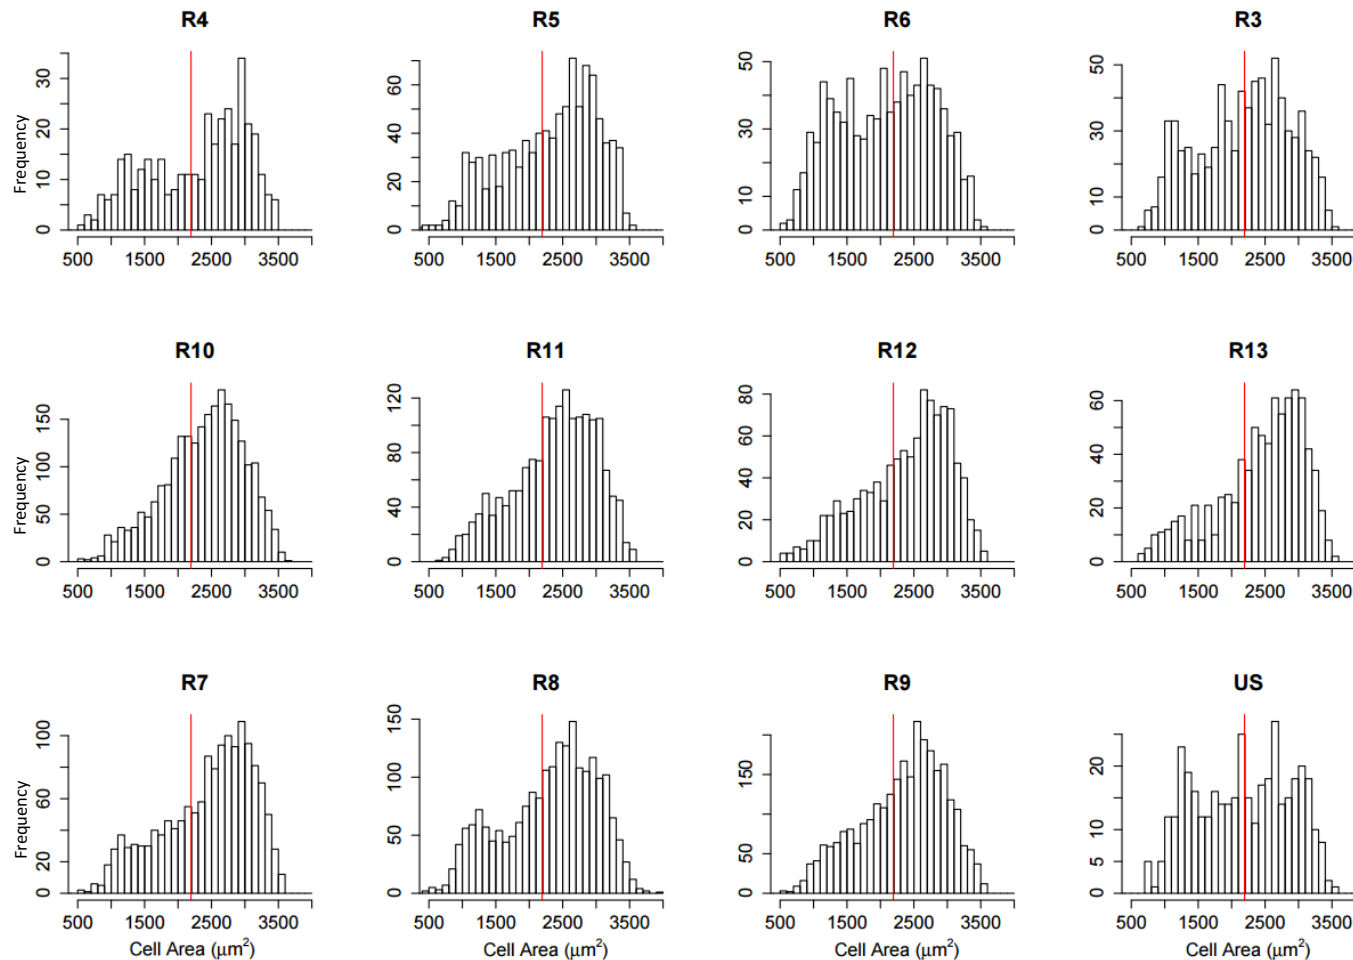 R4 R5 R6 R3
Frequency
0 10 20 30
0 20 40 60
0 10 30 50
0 10 30 50
500 1500 2500 3500
500 1500 2500 3500
500 1500 2500 3500
500 1500 2500 3500
R10 R11 R12 R13
Frequency
0 50 100 150
0 40 80 120
0 20 40 60 80
0 20 40 60
500 1500 2500 3500
500 1500 2500 3500
500 1500 2500 3500
500 1500 2500 3500
R7 R8 R9 US
Frequency
0 20 60 100
0 50 100 150
0 50 150
0 5 10 20
500 1500 2500 3500
500 1500 2500 3500
500 1500 2500 3500
500 1500 2500 3500
Cell Area (μm²) Cell Area (μm²) Cell Area (μm²) Cell Area (μm²)